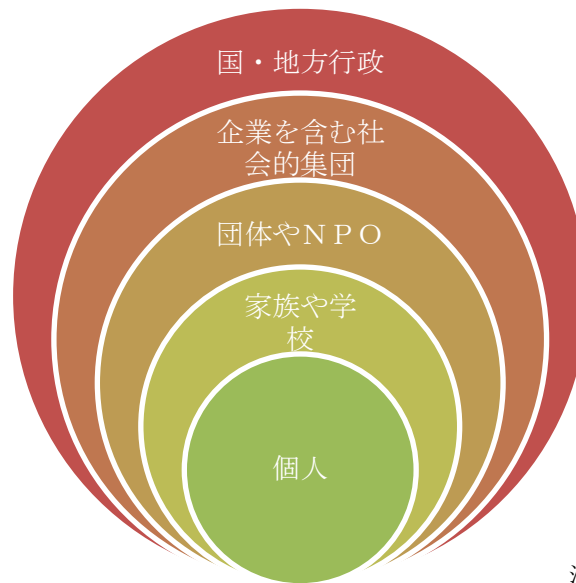 国・地方行政
企業を含む社
会的集団
団体やＮＰＯ
家族や学
校
個人